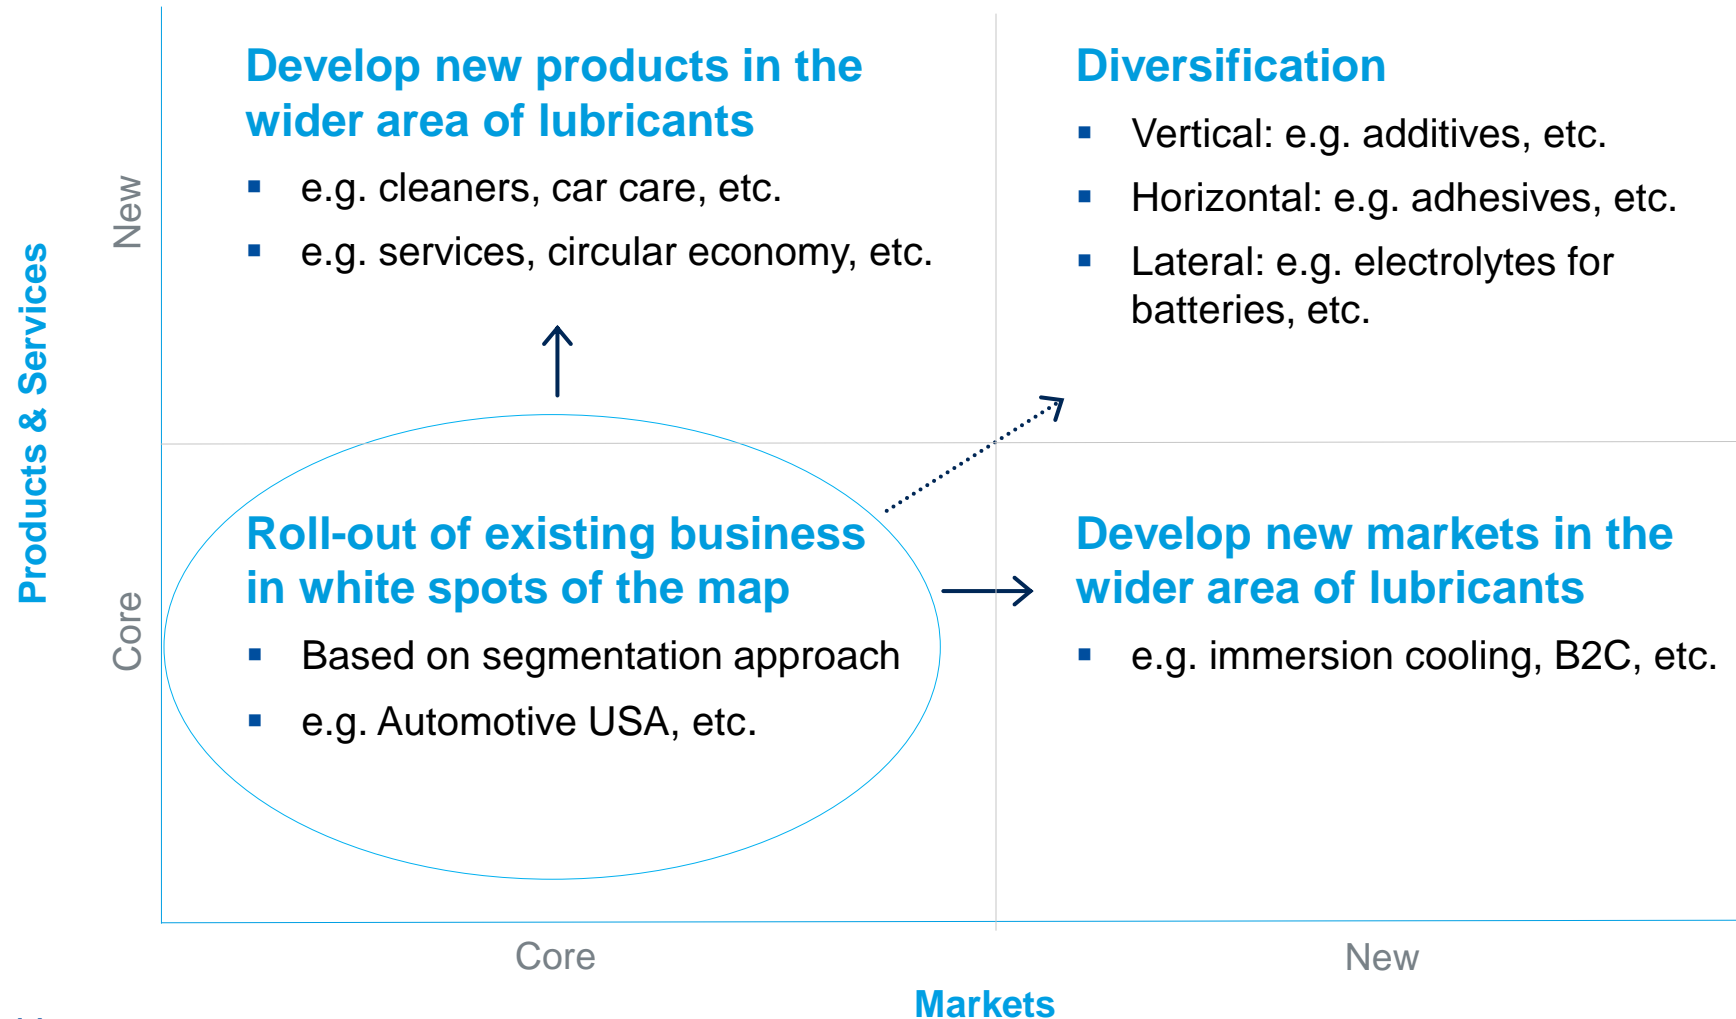 Develop new products in the
wider area of lubricants
▪ e.g. cleaners, car care, etc.
▪ e.g. services, circular economy, etc.
Diversification
▪ Vertical: e.g. additives, etc.
▪ Horizontal: e.g. adhesives, etc.
▪ Lateral: e.g. electrolytes for
batteries, etc.
New
Products & Services
Core
Roll-out of existing business
in white spots of the map
▪ Based on segmentation approach
▪ e.g. Automotive USA, etc.
Develop new markets in the
wider area of lubricants
▪ e.g. immersion cooling, B2C, etc.
Core
New
Markets